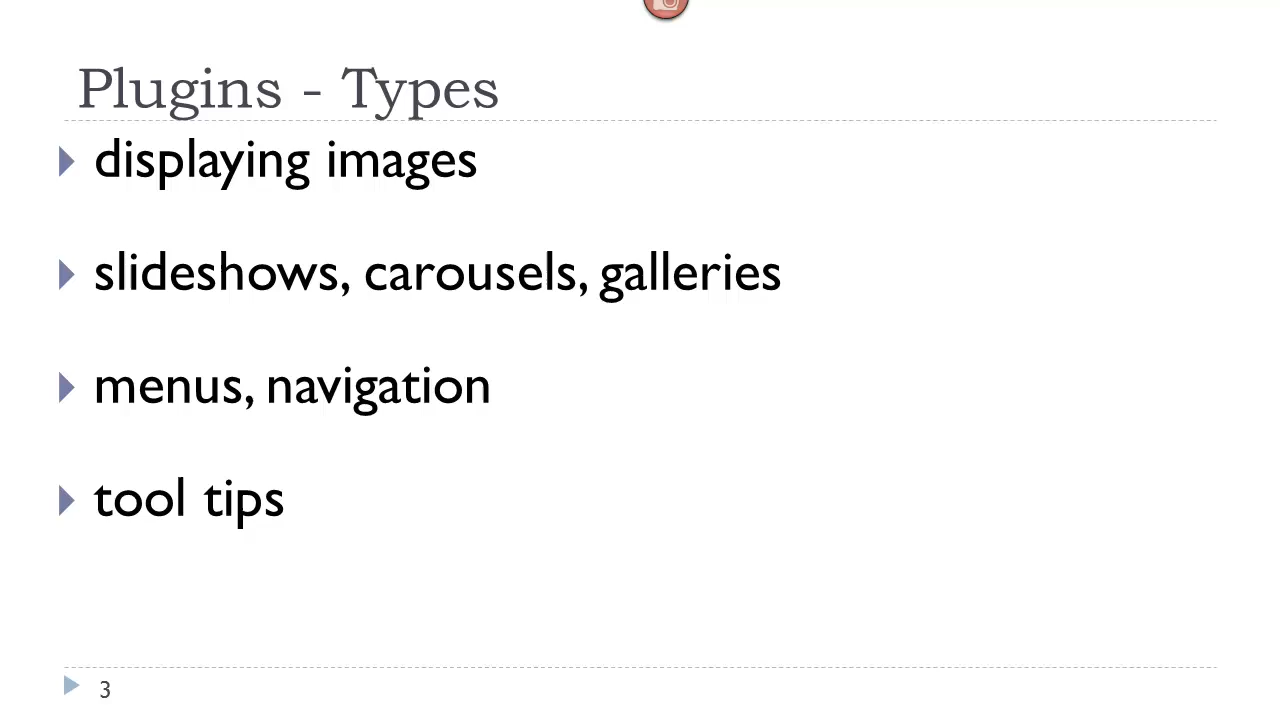 Plugins - Types
displaying images
slideshows, carousels, galleries
menus, navigation
tool tips
3